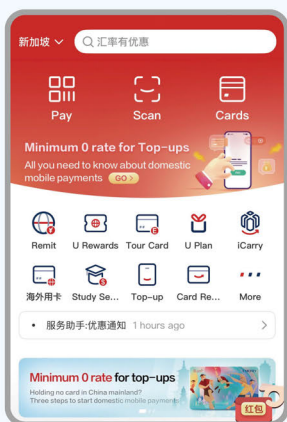 新加坡
汇率有优惠
Pay Scan Cards
Minimum 0 rate for Top-ups
All you need to know about domestic
mobile payments GO >
Remit U Rewards Tour Card U Plan iCarry
海外用卡 Study Se... Top-up Card Re... More
• 服务助手:优惠通知 1 hours ago
Minimum 0 rate for top-ups
Holding no card in China mainland?
Three steps to start domestic mobile payment
红包